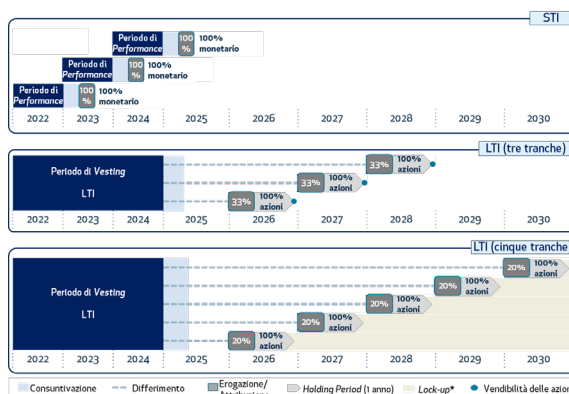 STI
Periodo di
Performance
100
%
100%
monetario
Periodo di
Performance
100
%
100%
monetario
Periodo di
Performance
100
%
100%
monetario
2022 2023 2024 2025 2026 2027 2028 2029 2030
LTI (tre tranche)
Periodo di Vesting
LTI
33% 100%
azioni
33% 100%
azioni
33% 100%
azioni
2022 2023 2024 2025 2026 2027 2028 2029 2030
LTI (cinque tranche
Periodo di Vesting
LTI
20% 100%
azioni
20% 100%
azioni
20% 100%
azioni
20% 100%
azioni
20% 100%
azioni
2022 2023 2024 2025 2026 2027 2028 2029 2030
Consuntivazione Differimento Erogazione/ Holding Period (1 anno) Lock-up* Vendibilità delle azion